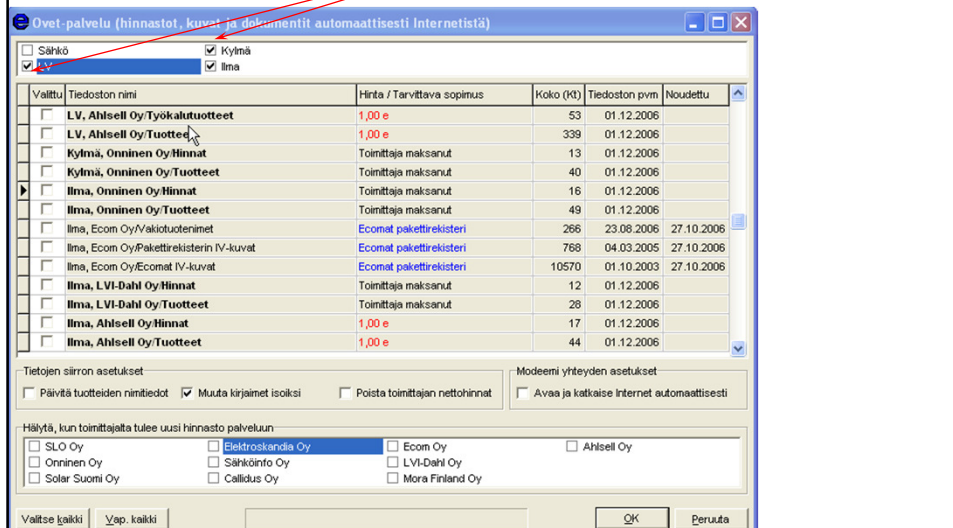 Ovet-palvelu (hinnastot, kuvat ja dokumentit automaattisesti Internetistä)
Sähkö Kylmä
LV Ilma
Valittu Tiedoston nimi Hinta / Tarvittava sopimus Koko (Kt) Tiedoston pvm Noudettu
LV, Ahlsell Oy/Työkalutuotteet 1,00 e 53 01.12.2006
LV, Ahlsell Oy/Tuotteet 1,00 e 339 01.12.2006
Kylmä, Onninen Oy/Hinnat Toimittaja maksanut 13 01.12.2006
Kylmä, Onninen Oy/Tuotteet Toimittaja maksanut 40 01.12.2006
Ilma, Onninen Oy/Hinnat Toimittaja maksanut 16 01.12.2006
Ilma, Onninen Oy/Tuotteet Toimittaja maksanut 49 01.12.2006
Ilma, Ecom Oy/Vakiotuotenimet Ecomat pakettirekisteri 266 23.08.2006 27.10.2006
Ilma, Ecom Oy/Pakettirekisterin IV-kuvat Ecomat pakettirekisteri 768 04.03.2005 27.10.2006
Ilma, Ecom Oy/Ecomat IV-kuvat Ecomat pakettirekisteri 10570 01.10.2003 27.10.2006
Ilma, LVI-Dahl Oy/Hinnat Toimittaja maksanut 12 01.12.2006
Ilma, LVI-Dahl Oy/Tuotteet Toimittaja maksanut 28 01.12.2006
Ilma, Ahlsell Oy/Hinnat 1,00 e 17 01.12.2006
Ilma, Ahlsell Oy/Tuotteet 1,00 e 44 01.12.2006
Tietojen siirron asetukset Modeemi yhteyden asetukset
Päivitä tuotteiden nimitiedot Muuta kirjaimet isoiksi Poista toimittajan nettohinnat Avaa ja katkaise Internet automaattisesti
Hälytä, kun toimittajalta tulee uusi hinnasto palveluun
SLO Oy Elektroskandia Oy Ecom Oy Ahlsell Oy
Onninen Oy Sähköinfo Oy LVI-Dahl Oy
Solar Suomi Oy Callidus Oy Mora Finland Oy
Valitse kaikki Vap. kaikki OK Peruuta